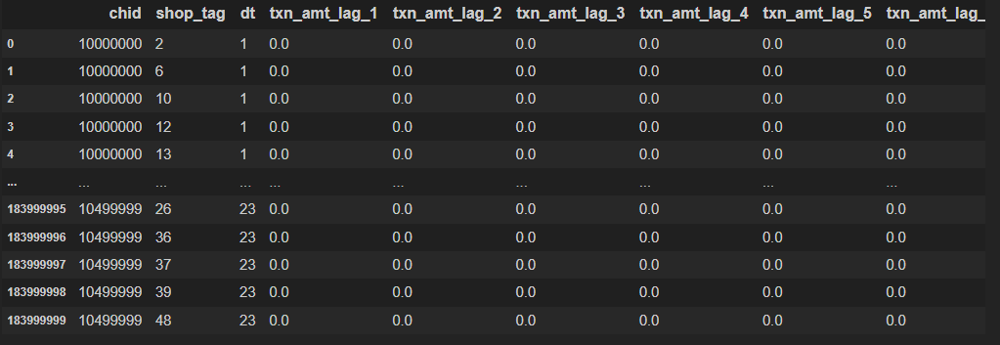 chid shop_tag dt txn_amt_lag_1 txn_amt_lag_2 txn_amt_lag_3 txn_amt_lag_4 txn_amt_lag_5 txn_amt_lag_
0 10000000 2 1 0.0 0.0 0.0 0.0 0.0 0.0
1 10000000 6 1 0.0 0.0 0.0 0.0 0.0 0.0
2 10000000 10 1 0.0 0.0 0.0 0.0 0.0 0.0
3 10000000 12 1 0.0 0.0 0.0 0.0 0.0 0.0
4 10000000 13 1 0.0 0.0 0.0 0.0 0.0 0.0
... ... ... ... ... ... ... ... ... ...
183999995 10499999 26 23 0.0 0.0 0.0 0.0 0.0 0.0
183999996 10499999 36 23 0.0 0.0 0.0 0.0 0.0 0.0
183999997 10499999 37 23 0.0 0.0 0.0 0.0 0.0 0.0
183999998 10499999 39 23 0.0 0.0 0.0 0.0 0.0 0.0
183999999 10499999 48 23 0.0 0.0 0.0 0.0 0.0 0.0